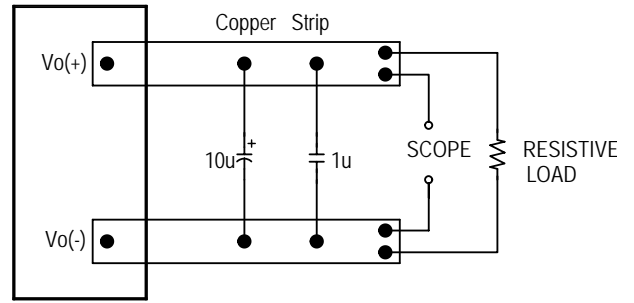 Copper Strip
Vo(+)
+
10u
1u
SCOPE
RESISTIVE
LOAD
Vo(-)